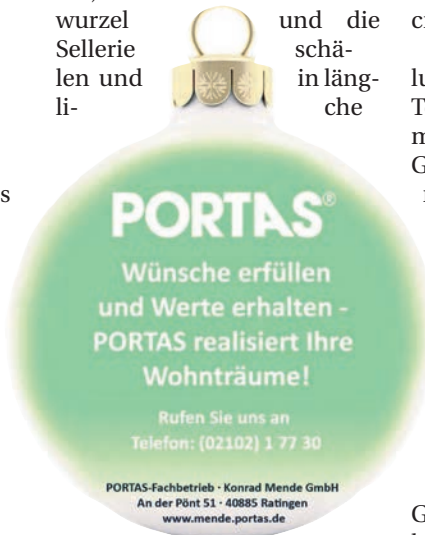 wurzel und die
Sellerie schä-
len und in läng-
li- che
s
PORTAS®
Wünsche erfüllen
und Werte erhalten -
PORTAS realisiert Ihre
Wohnträume!
Rufen Sie uns an
Telefon: (02102) 1 77 30
PORTAS-Fachbetrieb · Konrad Mende GmbH
An der Pönt 51 · 40885 Ratingen
www.mende.portas.de